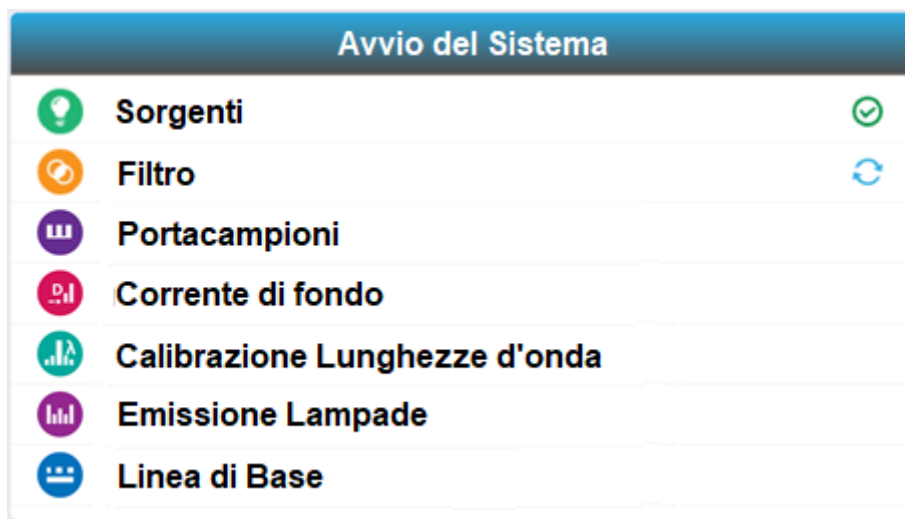 Avvio del Sistema
Sorgenti
Filtro
Portacampioni
Corrente di fondo
Calibrazione Lunghezze d'onda
Emissione Lampade
Linea di Base